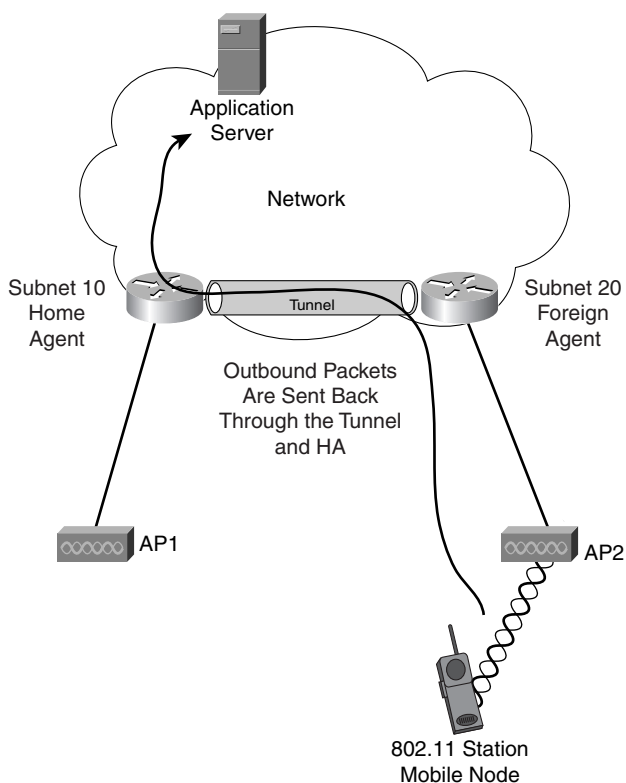 Application
Server
Network
Subnet 10
Home
Agent
Tunnel
Subnet 20
Foreign
Agent
Outbound Packets
Are Sent Back
Through the Tunnel
and HA
AP1
AP2
802.11 Station
Mobile Node